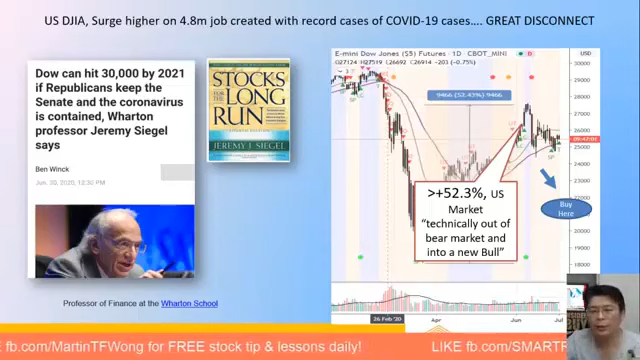 US DJIA, Surge higher on 4.8m job created with record cases of COVID-19 cases…. GREAT DISCONNECT
Dow can hit 30,000 by 2021
if Republicans keep the
Senate and the coronavirus
is contained, Wharton
professor Jeremy Siegel
says
Ben Winck
Jun. 30, 2020, 12:30 PM
STOCKS
FOR THE LONG
RUN
JEREMY J. SIEGEL
Professor of Finance at the Wharton School
E-mini Dow Jones ($5) Futures · 1D · CBOT_MINI
USD
30000
29000
28000
27000
26000
25000
24000
22000
20000
19000
18000
9466 (52.43%) 9466
>+52.3%, US
Market
“technically out of
bear market and
into a new Bull”
Buy
Here
26 Feb '20
Apr
Jun
Jul
E fb.com/MartinTFWong for FREE stock tip & lessons daily!
LIKE fb.com/SMARTR